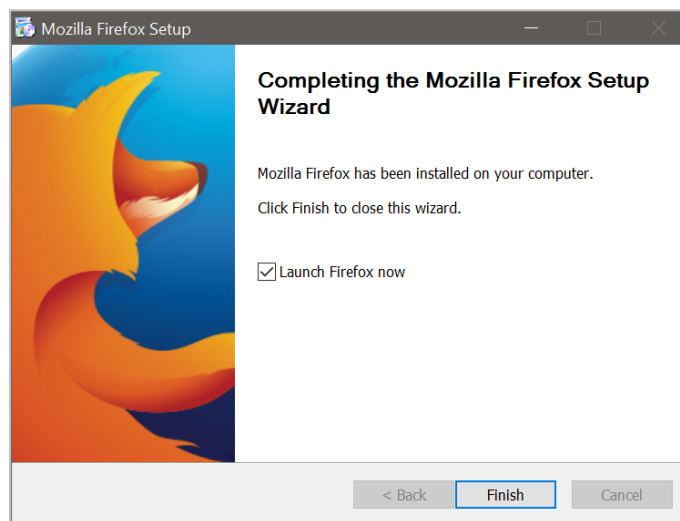 Mozilla Firefox Setup
Completing the Mozilla Firefox Setup
Wizard
Mozilla Firefox has been installed on your computer.
Click Finish to close this wizard.
Launch Firefox now
< Back Finish Cancel